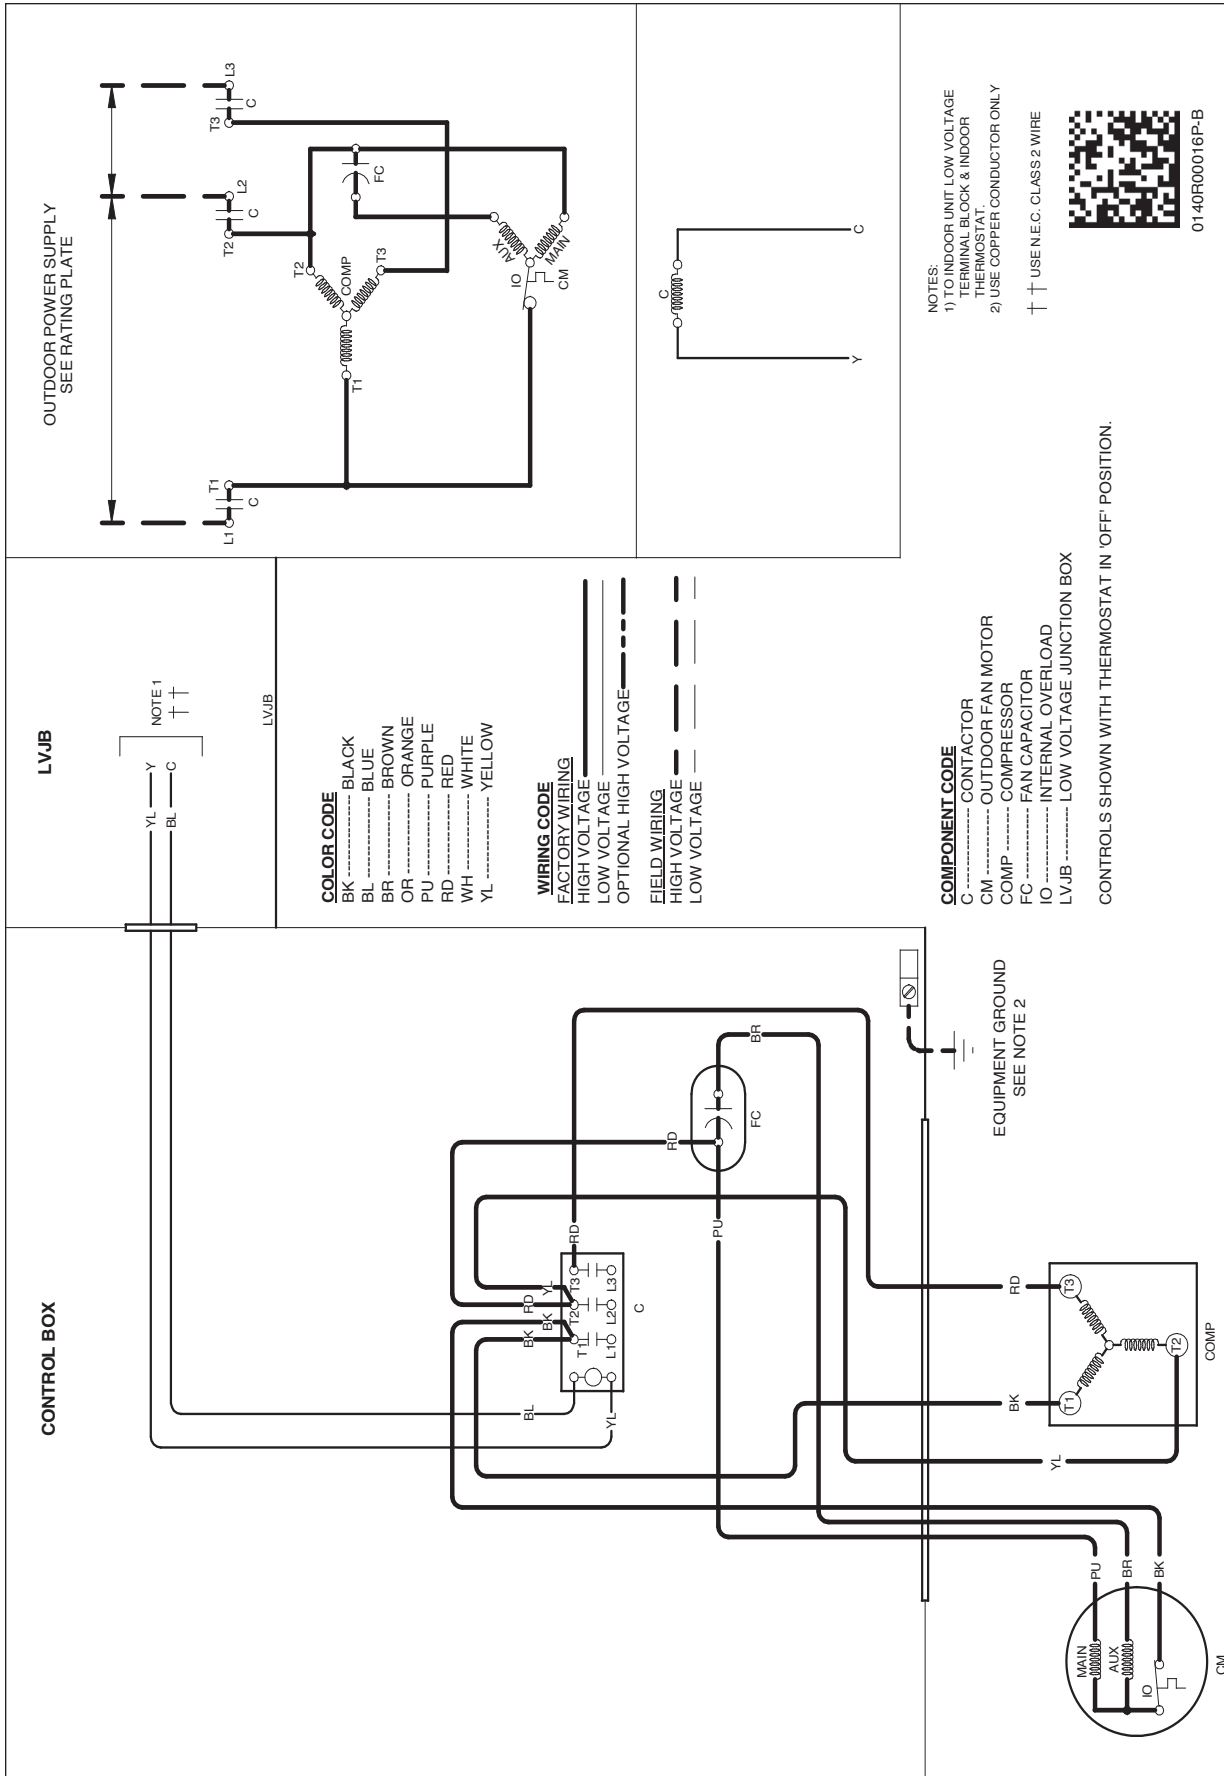 CONTROL BOX
BL
YL
BK
BK
RD
YL
RD
T1
T2
T3
L1
L2
L3
C
RD
PU
FC
BR
EQUIPMENT GROUND
SEE NOTE 2
PU
BR
BK
MAIN
AUX
IO
CM
YL
BK
RD
T1
T2
T3
COMP
LVJB
YL
Y
BL
C
NOTE 1
††
LVJB
COLOR CODE
BK ---------- BLACK
BL ---------- BLUE
BR ---------- BROWN
OR ---------- ORANGE
PU ---------- PURPLE
RD ---------- RED
WH ---------- WHITE
YL ---------- YELLOW
WIRING CODE
FACTORY WIRING
HIGH VOLTAGE
LOW VOLTAGE
OPTIONAL HIGH VOLTAGE
FIELD WIRING
HIGH VOLTAGE
LOW VOLTAGE
COMPONENT CODE
C ---------- CONTACTOR
CM ---------- OUTDOOR FAN MOTOR
COMP ------- COMPRESSOR
FC ---------- FAN CAPACITOR
IO ---------- INTERNAL OVERLOAD
LVJB --------- LOW VOLTAGE JUNCTION BOX
CONTROLS SHOWN WITH THERMOSTAT IN 'OFF' POSITION.
OUTDOOR POWER SUPPLY
SEE RATING PLATE
L1
T1
C
T2
L2
C
T3
L3
C
T1
T2
COMP
T3
FC
AUX
MAIN
IO
CM
C
Y
C
NOTES:
1) TO INDOOR UNIT LOW VOLTAGE
TERMINAL BLOCK & INDOOR
THERMOSTAT.
2) USE COPPER CONDUCTOR ONLY
†† USE N.E.C. CLASS 2 WIRE
0140R00016P-B